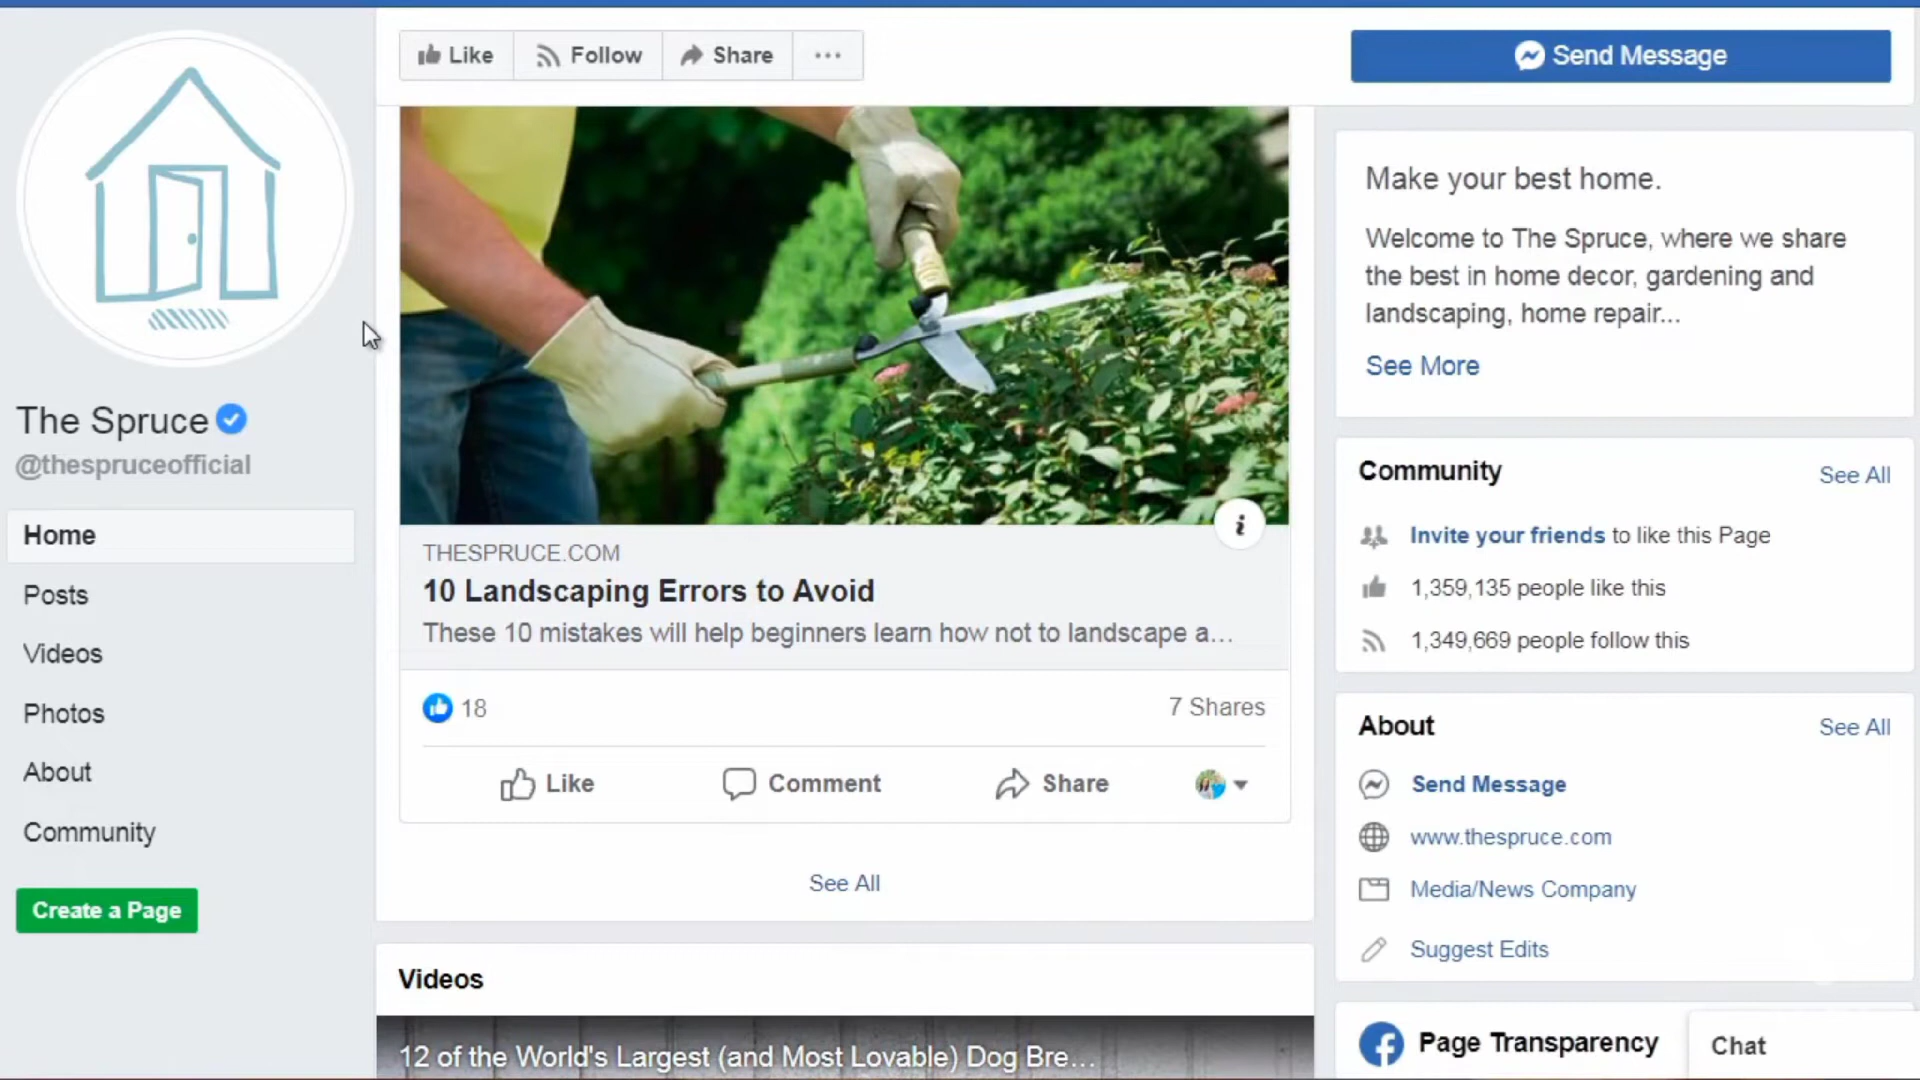 Like
Follow
Share
Send Message
The Spruce
@thespruceofficial
Home
Posts
Videos
Photos
About
Community
Create a Page
THESPRUCE.COM
10 Landscaping Errors to Avoid
These 10 mistakes will help beginners learn how not to landscape a...
18
7 Shares
Like
Comment
Share
See All
Videos
12 of the World's Largest (and Most Lovable) Dog Bre...
Make your best home.
Welcome to The Spruce, where we share
the best in home decor, gardening and
landscaping, home repair...
See More
Community
See All
Invite your friends to like this Page
1,359,135 people like this
1,349,669 people follow this
About
See All
Send Message
www.thespruce.com
Media/News Company
Suggest Edits
Page Transparency
Chat